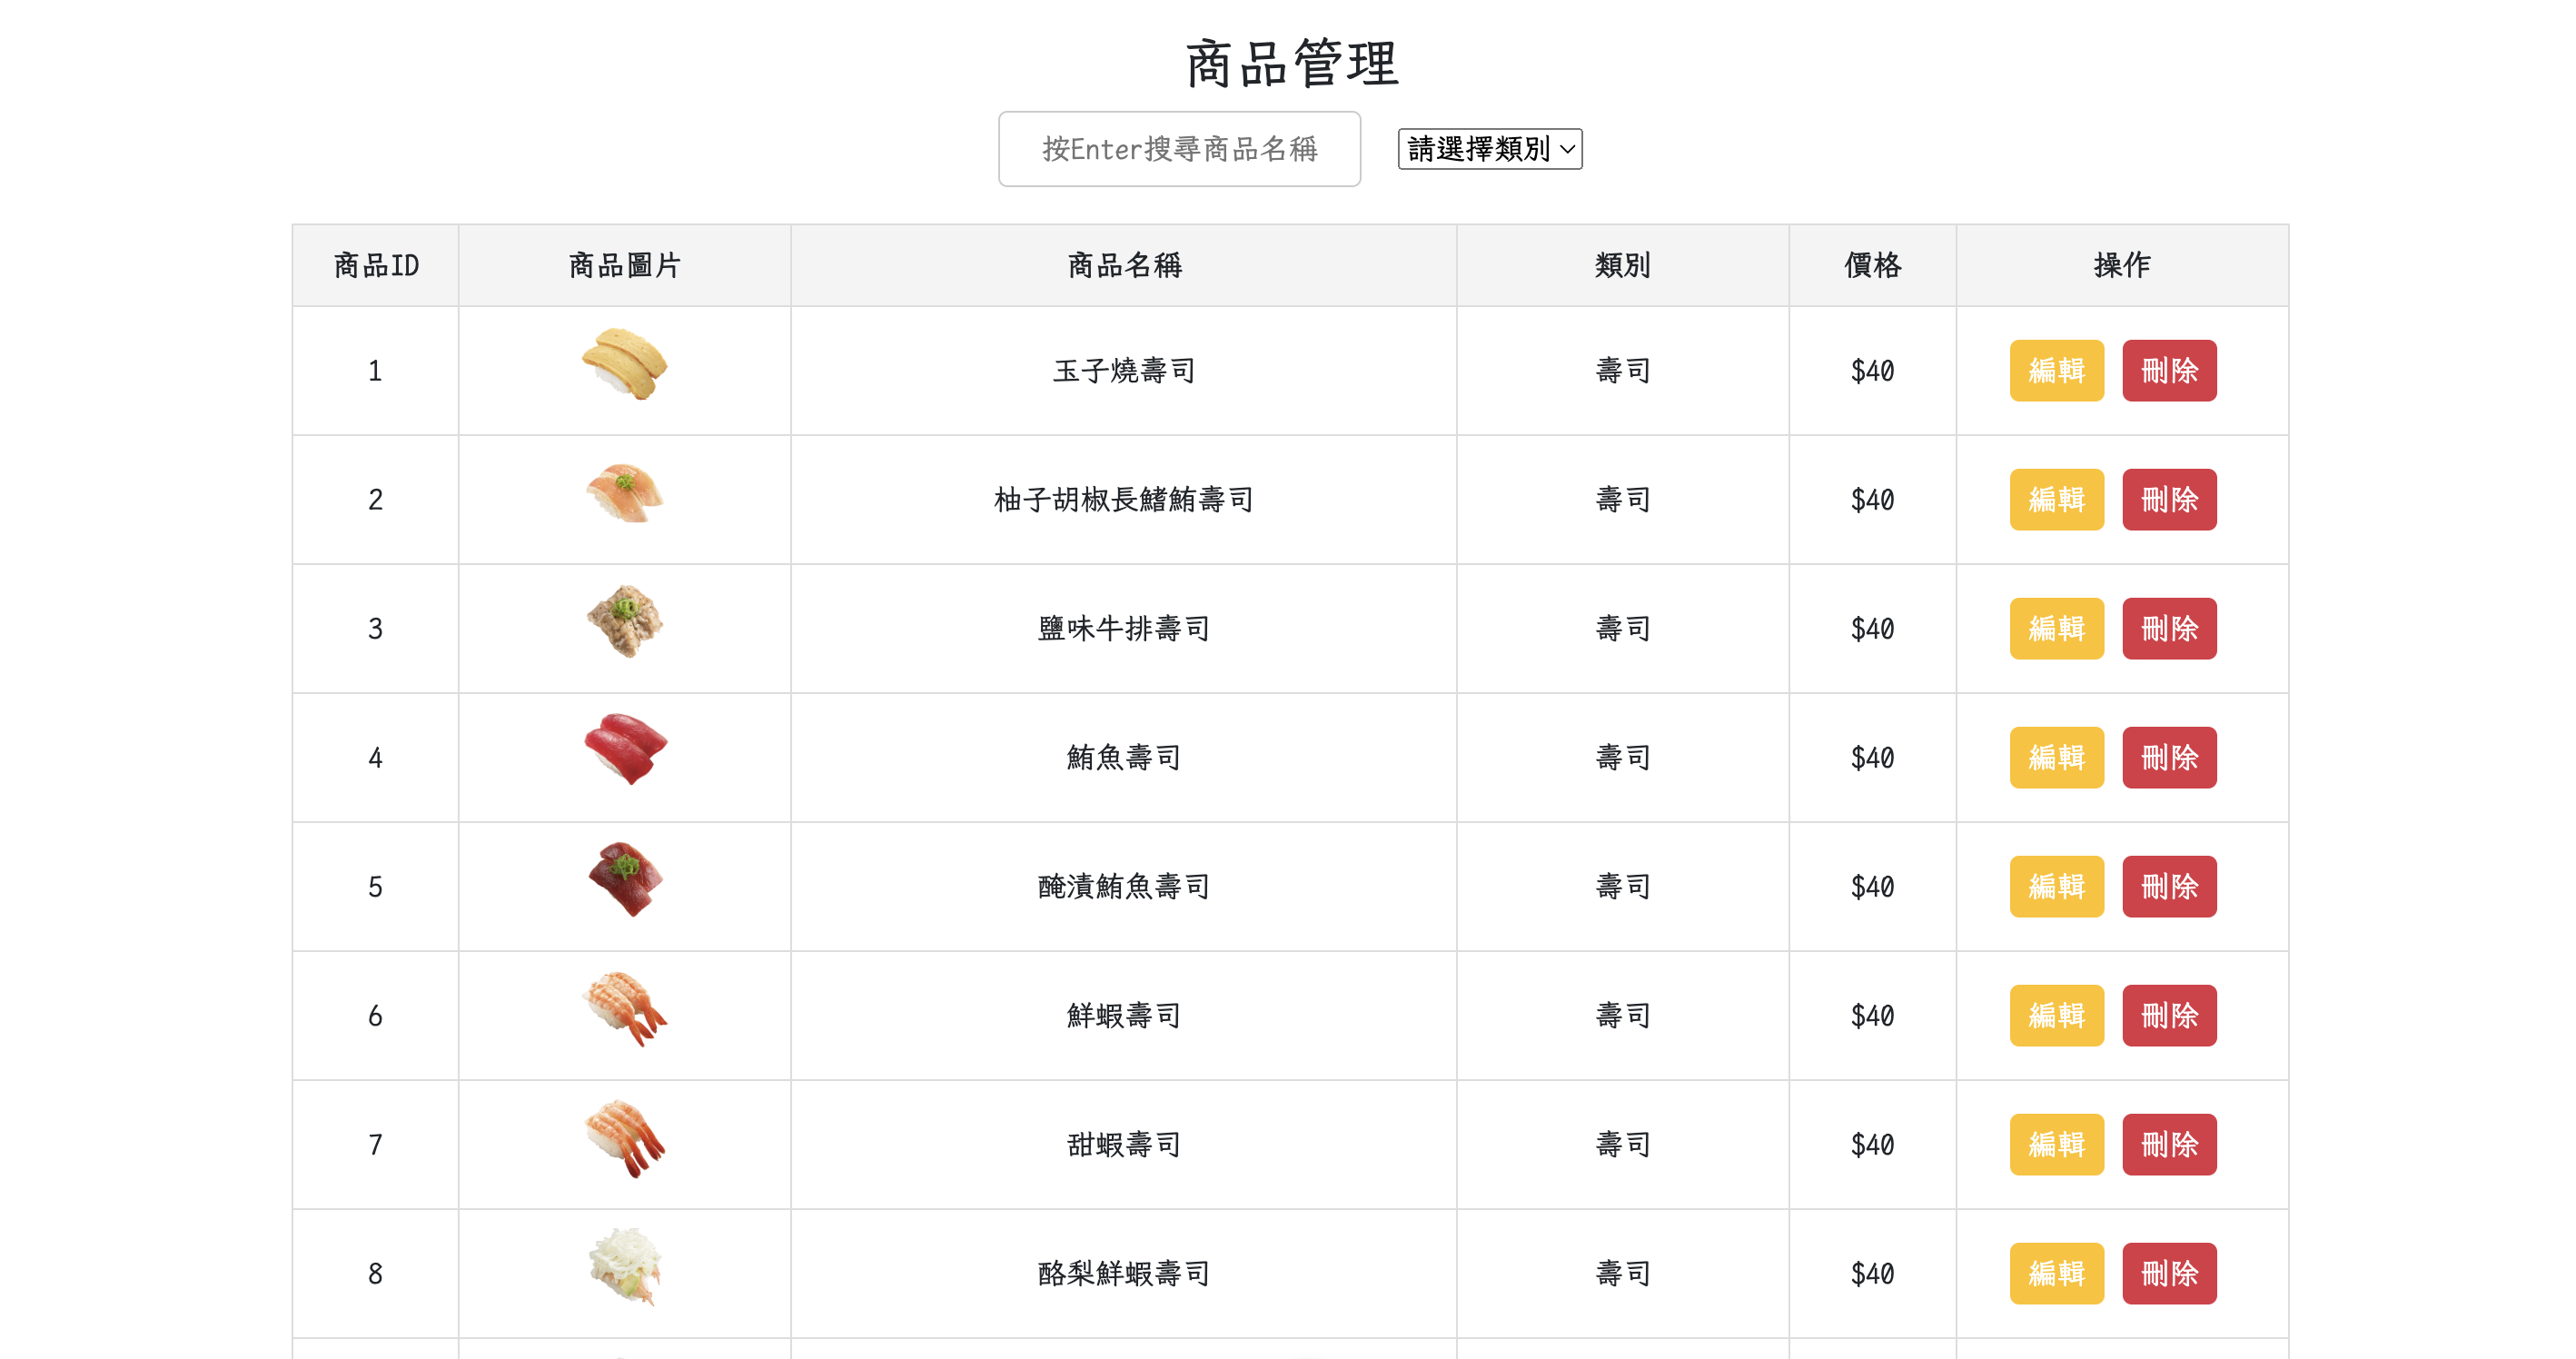 商品管理
按Enter搜尋商品名稱 請選擇類別
商品ID 商品圖片 商品名稱 類別 價格 操作
1 玉子燒壽司 壽司 $40 編輯 刪除
2 柚子胡椒長鰭鮪壽司 壽司 $40 編輯 刪除
3 鹽味牛排壽司 壽司 $40 編輯 刪除
4 鮪魚壽司 壽司 $40 編輯 刪除
5 醃漬鮪魚壽司 壽司 $40 編輯 刪除
6 鮮蝦壽司 壽司 $40 編輯 刪除
7 甜蝦壽司 壽司 $40 編輯 刪除
8 酪梨鮮蝦壽司 壽司 $40 編輯 刪除